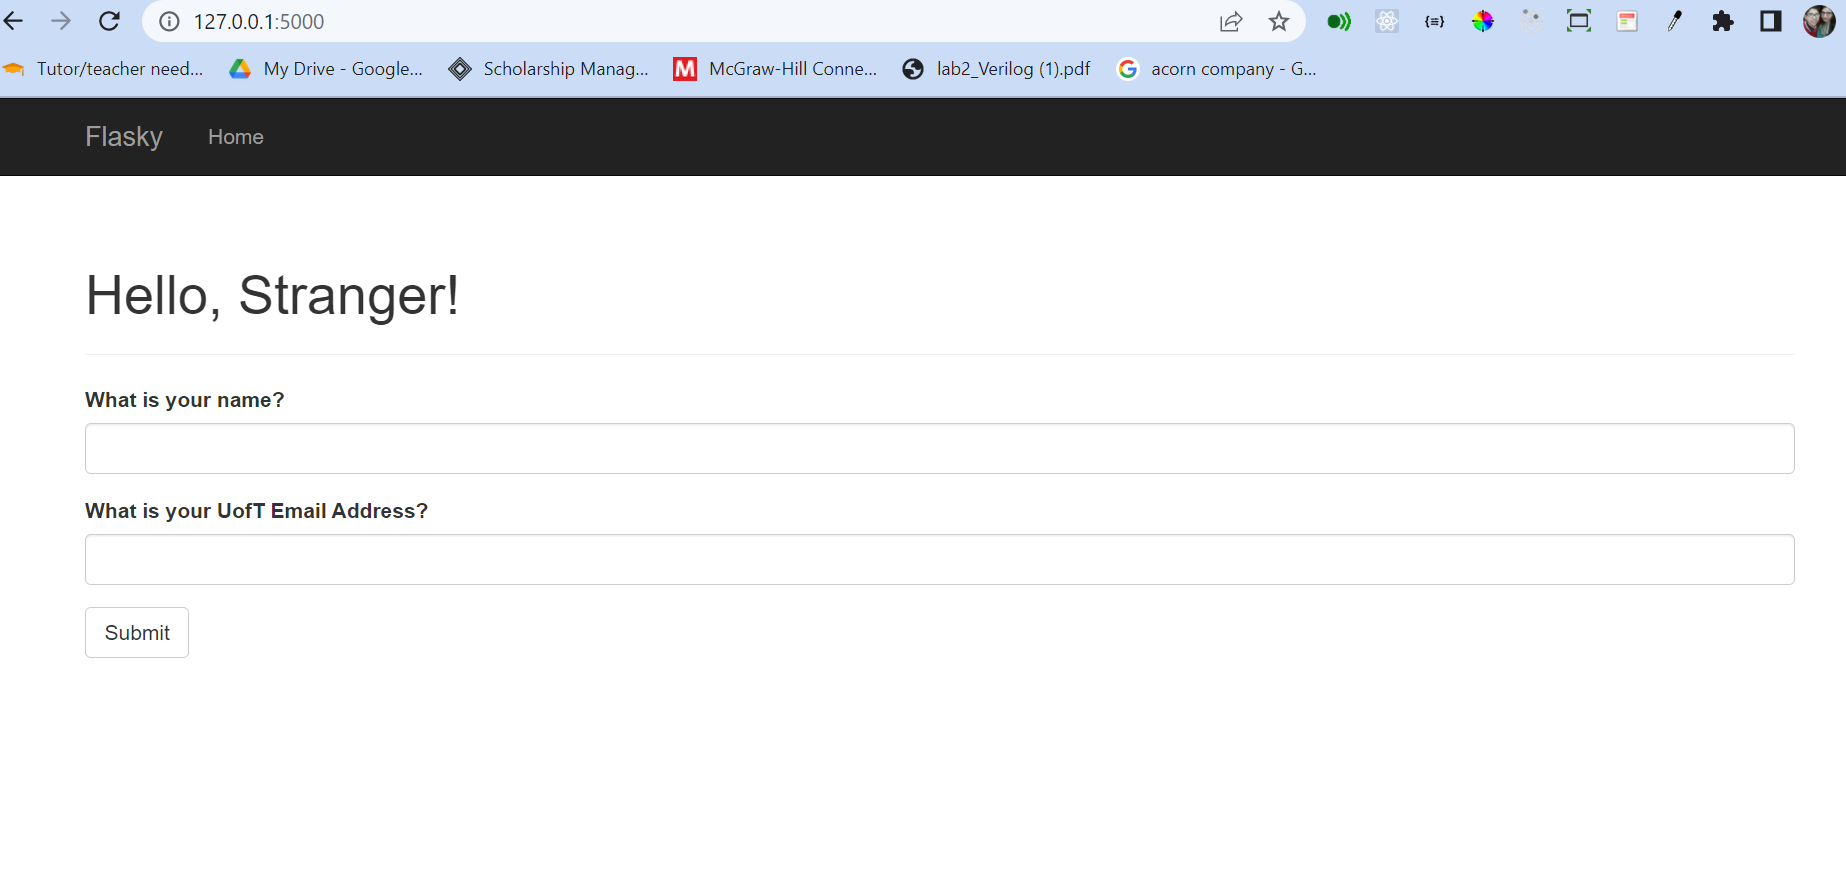 127.0.0.1:5000
Tutor/teacher need... My Drive - Google... Scholarship Manag... M McGraw-Hill Conne... lab2_Verilog (1).pdf G acorn company - G...
Flasky Home
Hello, Stranger!
What is your name?
What is your UofT Email Address?
Submit